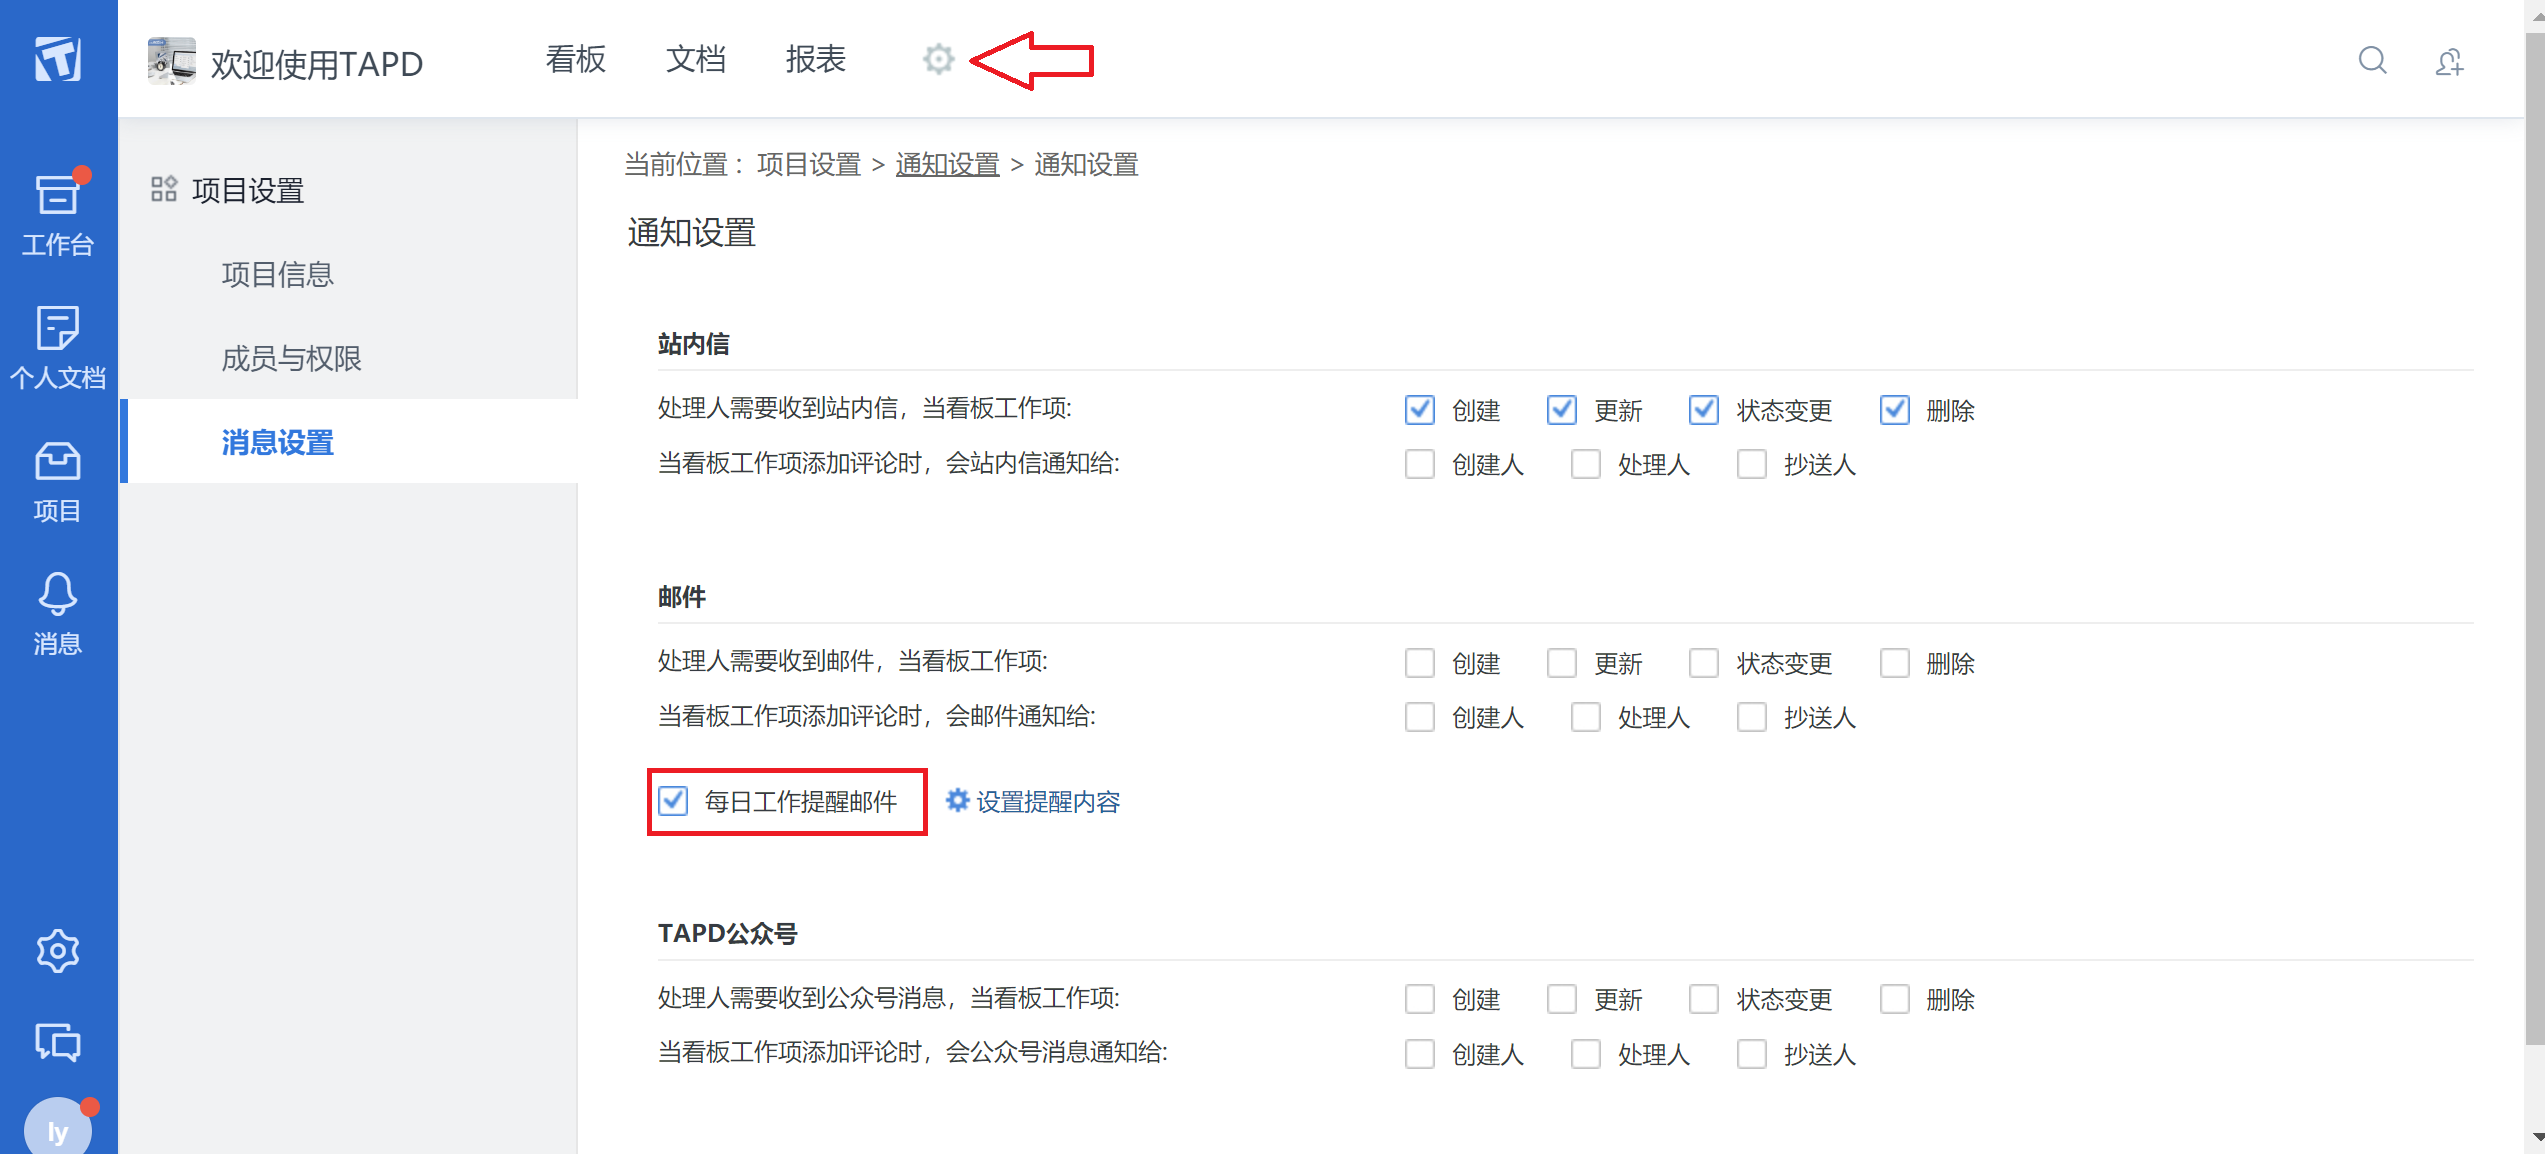 欢迎使用TAPD 看板 文档 报表
工作台
个人文档
项目
消息
ly
项目设置
项目信息
成员与权限
消息设置
当前位置： 项目设置 > 通知设置 > 通知设置
通知设置
站内信
处理人需要收到站内信，当看板工作项: 创建 更新 状态变更 删除
当看板工作项添加评论时，会站内信通知给: 创建人 处理人 抄送人
邮件
处理人需要收到邮件，当看板工作项: 创建 更新 状态变更 删除
当看板工作项添加评论时，会邮件通知给: 创建人 处理人 抄送人
每日工作提醒邮件 设置提醒内容
TAPD公众号
处理人需要收到公众号消息，当看板工作项: 创建 更新 状态变更 删除
当看板工作项添加评论时，会公众号消息通知给: 创建人 处理人 抄送人